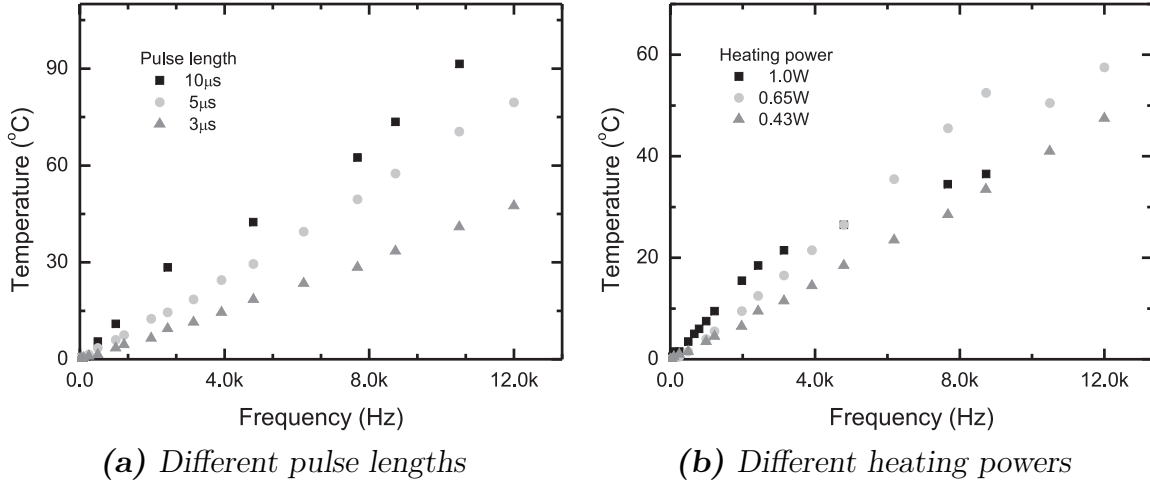 90
60
30
0
Temperature (°C)
Pulse length
10μs
5μs
3μs
0.0 4.0k 8.0k 12.0k
Frequency (Hz)
(a) Different pulse lengths
60
40
20
0
Temperature (°C)
Heating power
1.0W
0.65W
0.43W
0.0 4.0k 8.0k 12.0k
Frequency (Hz)
(b) Different heating powers